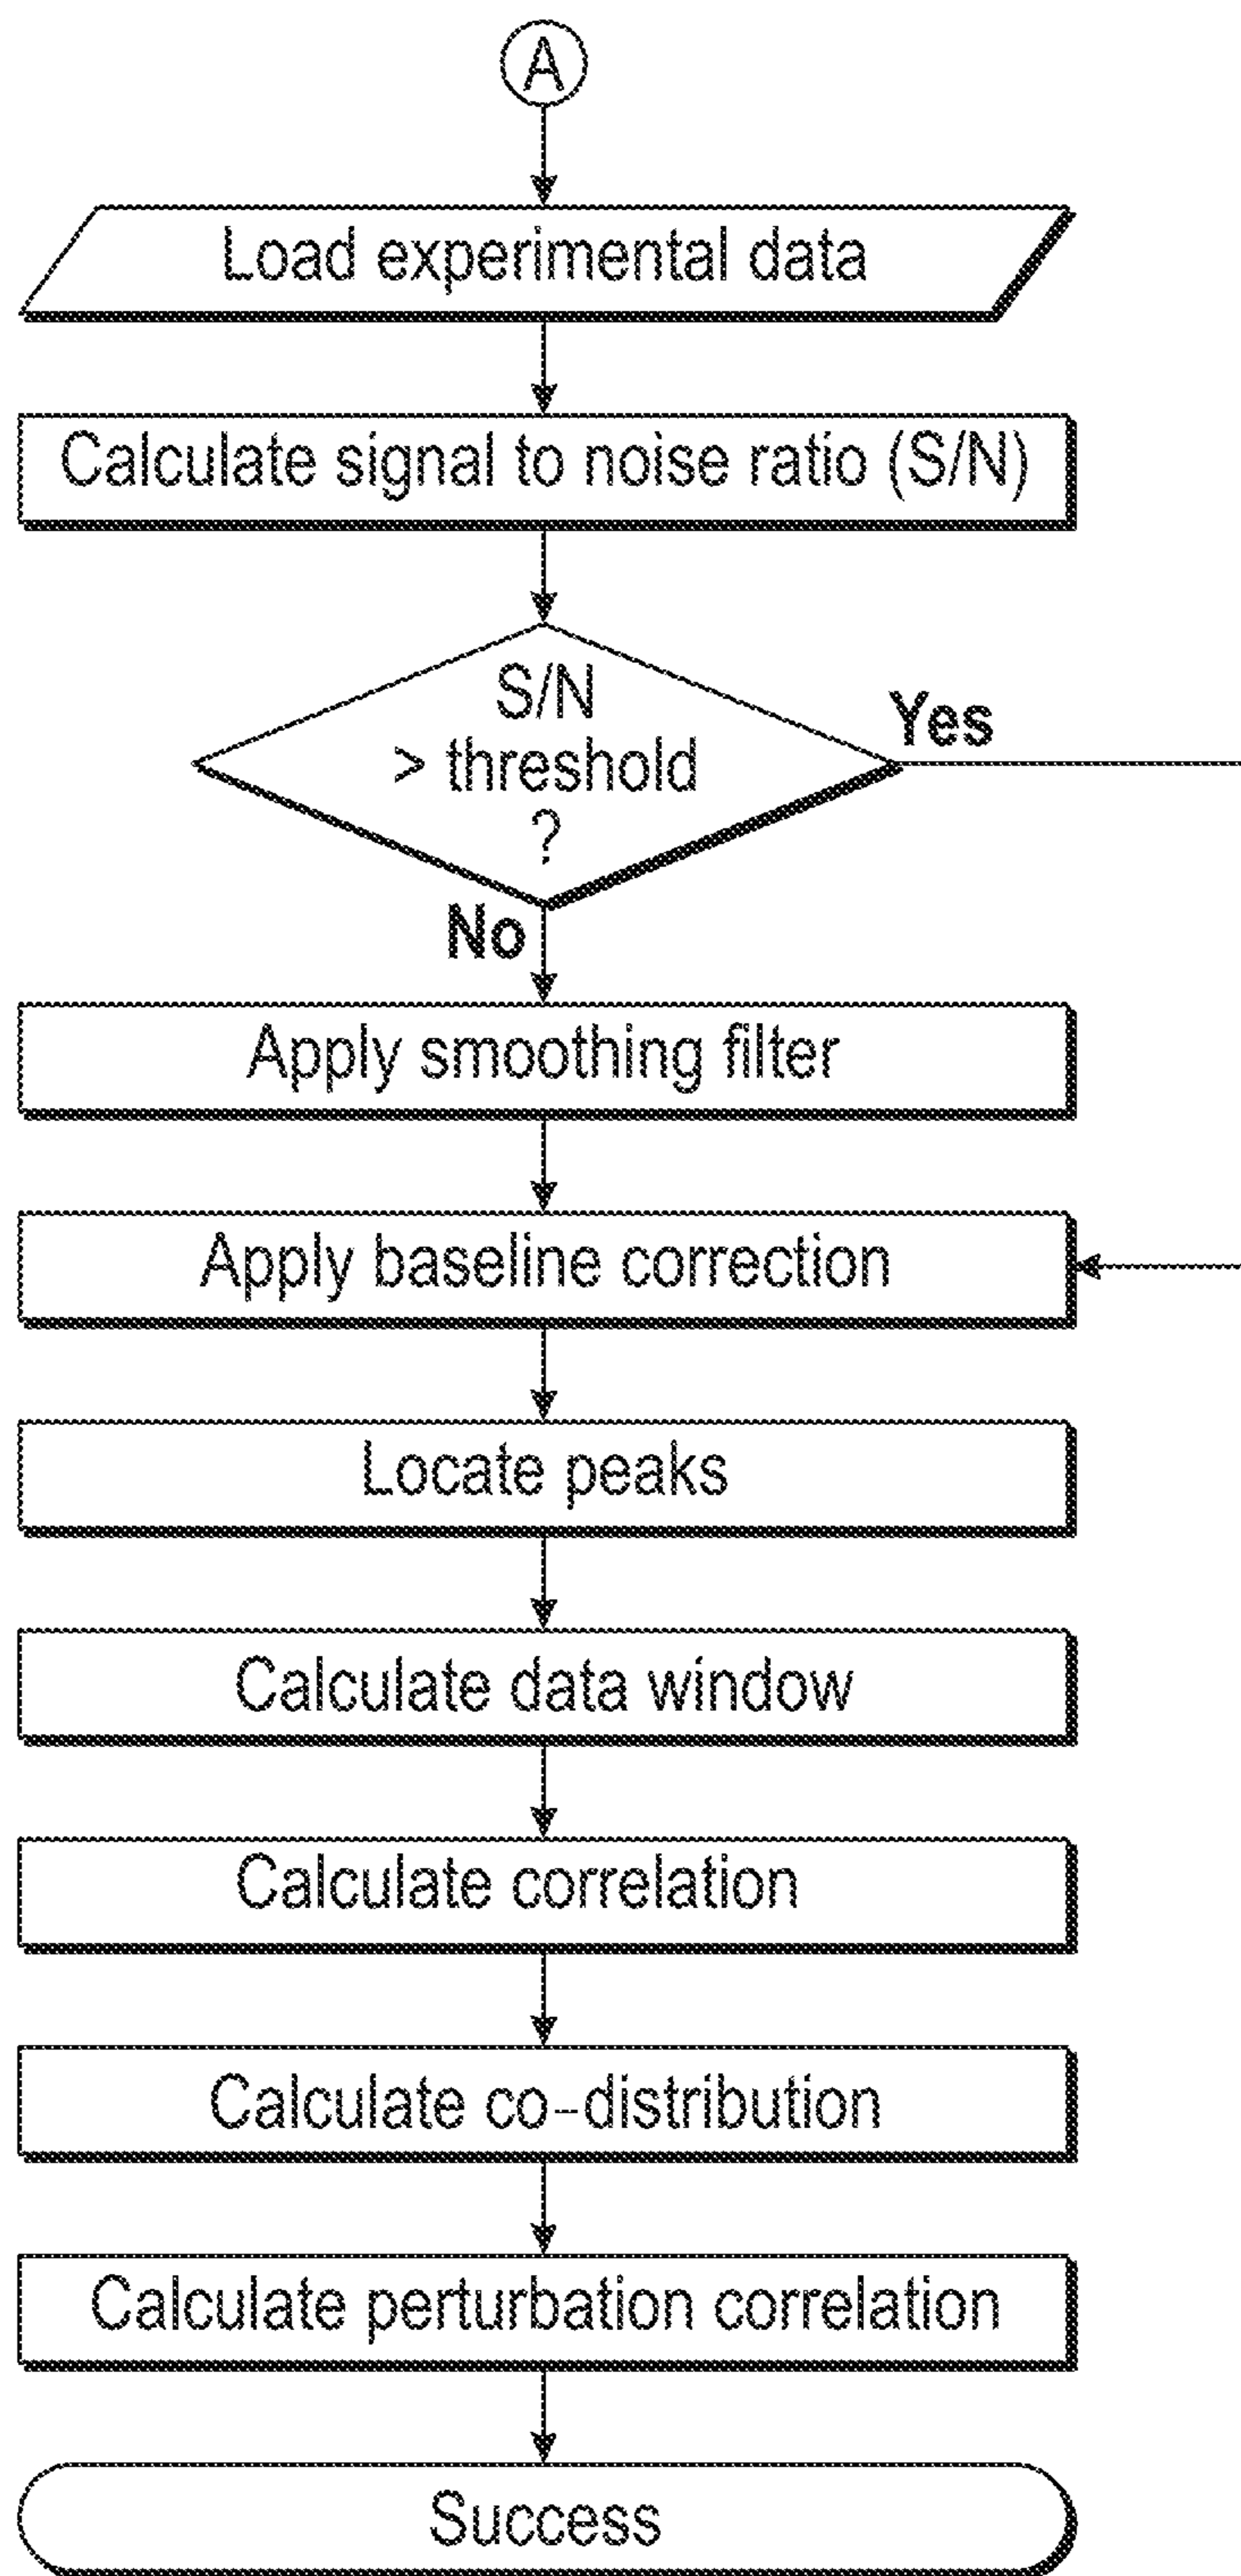 A
Load experimental data
Calculate signal to noise ratio (S/N)
S/N
> threshold
?
Yes
No
Apply smoothing filter
Apply baseline correction
Locate peaks
Calculate data window
Calculate correlation
Calculate co-distribution
Calculate perturbation correlation
Success